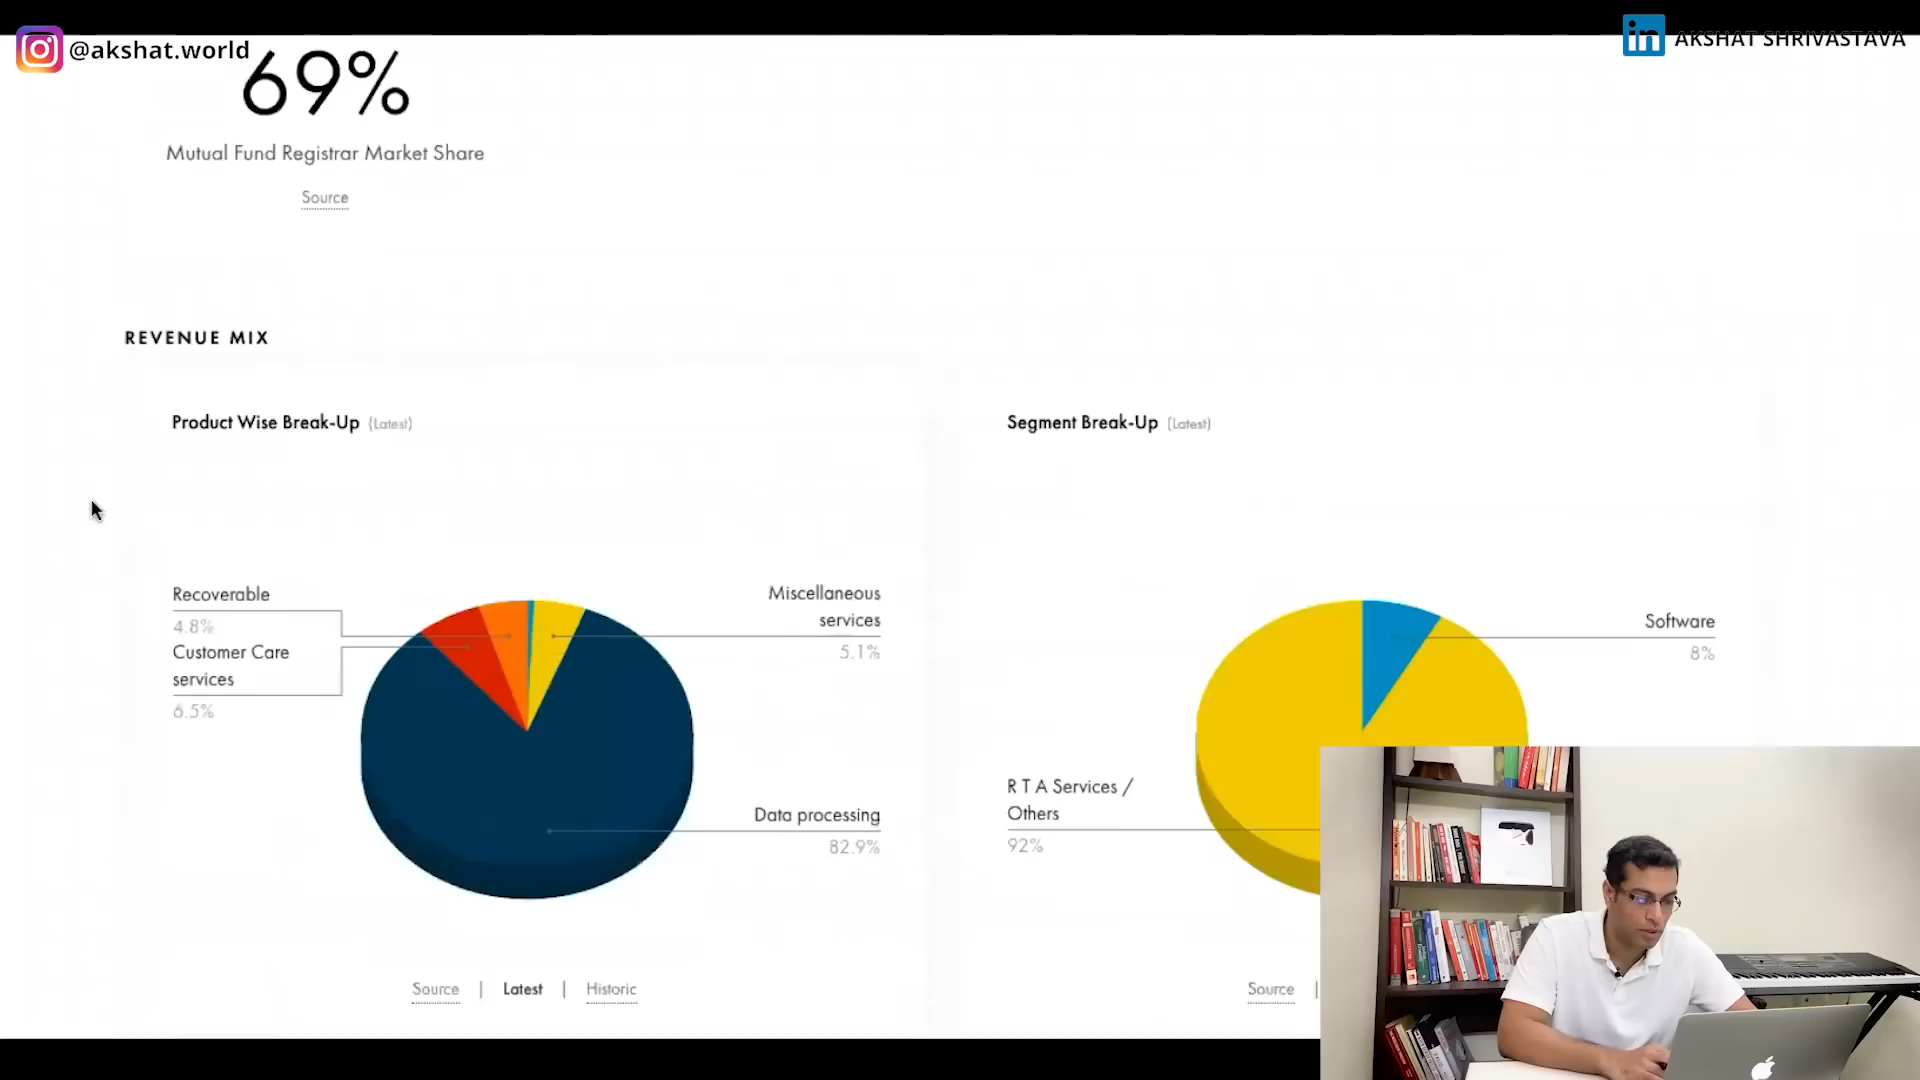 @akshat.world
AKSHAT SHRIVASTAVA
69%
Mutual Fund Registrar Market Share
Source
REVENUE MIX
Product Wise Break-Up (Latest)
Recoverable
4.8%
Customer Care
services
6.5%
Miscellaneous
services
5.1%
Data processing
82.9%
Source | Latest | Historic
Segment Break-Up (Latest)
Software
8%
R T A Services /
Others
92%
Source |